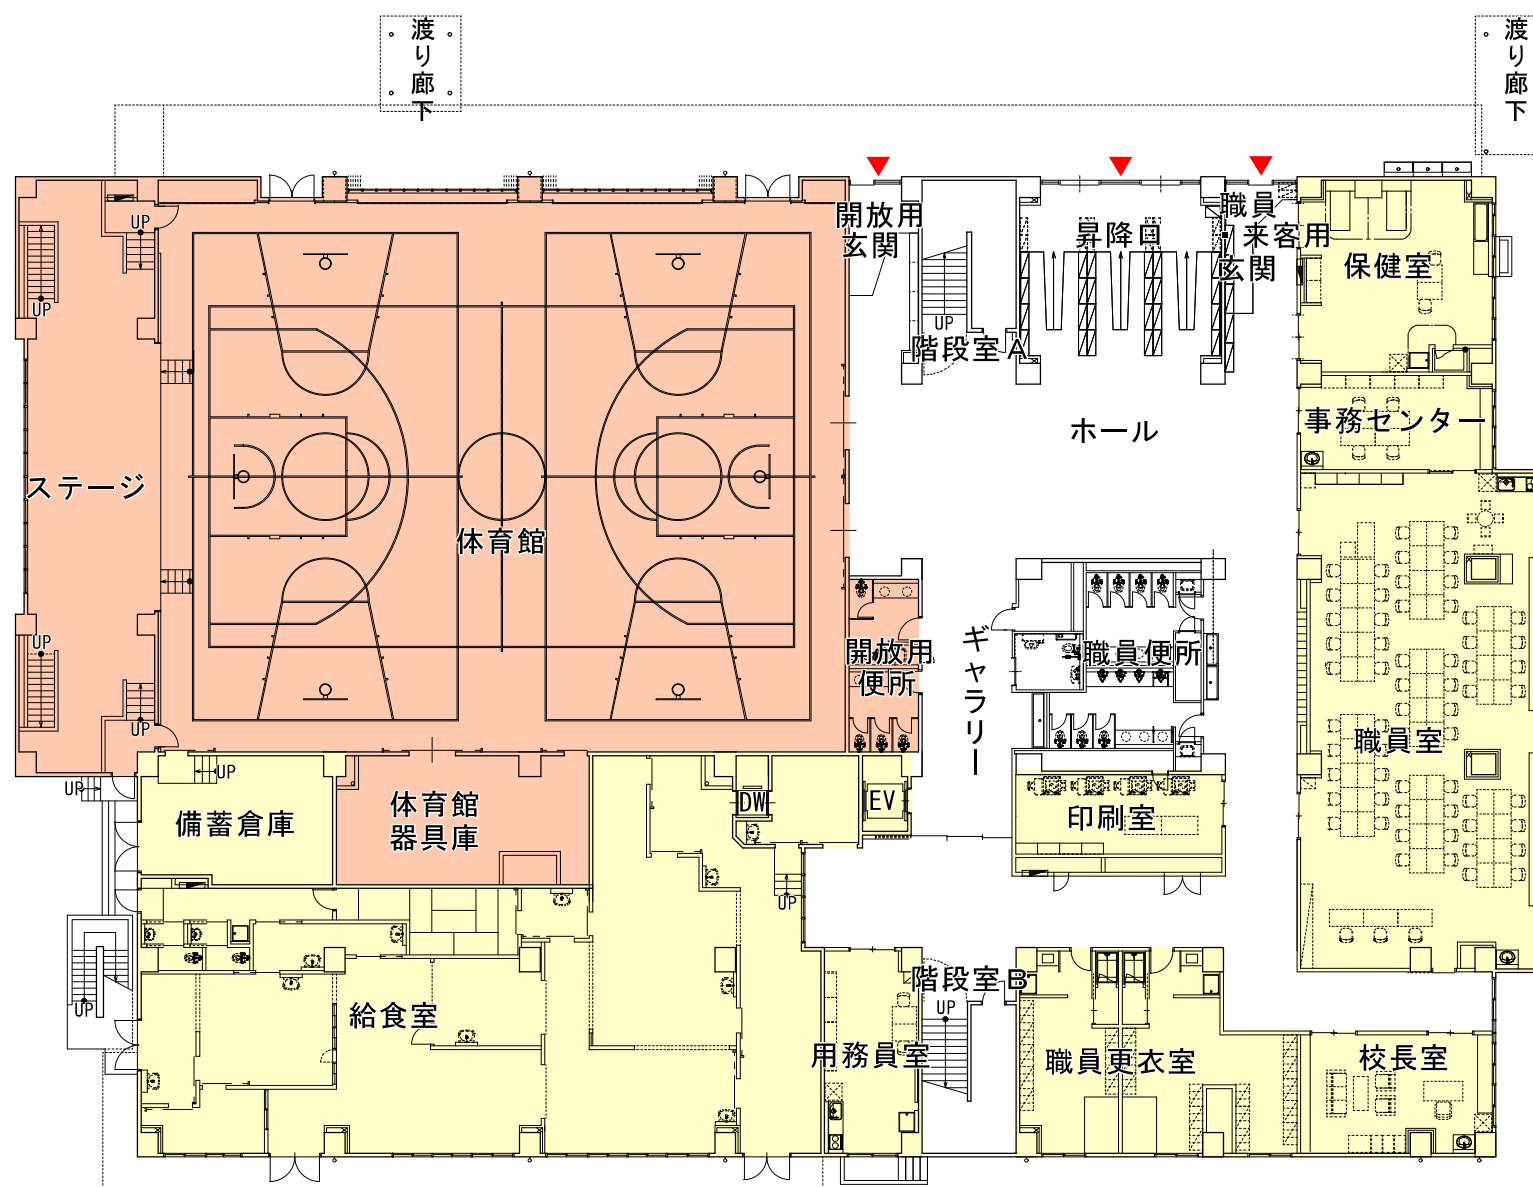 渡り廊下
渡り廊下
UP
開放用
玄関
職員
来客用
玄関
昇降口
保健室
UP
UP
階段室A
事務センター
ホール
ステージ
体育館
UP
開放用
便所
ギャラリー
職員便所
UP
職員室
UP
UP
備蓄倉庫
体育館
器具庫
DW
EV
印刷室
UP
階段室B
UP
UP
給食室
用務員室
職員更衣室
校長室